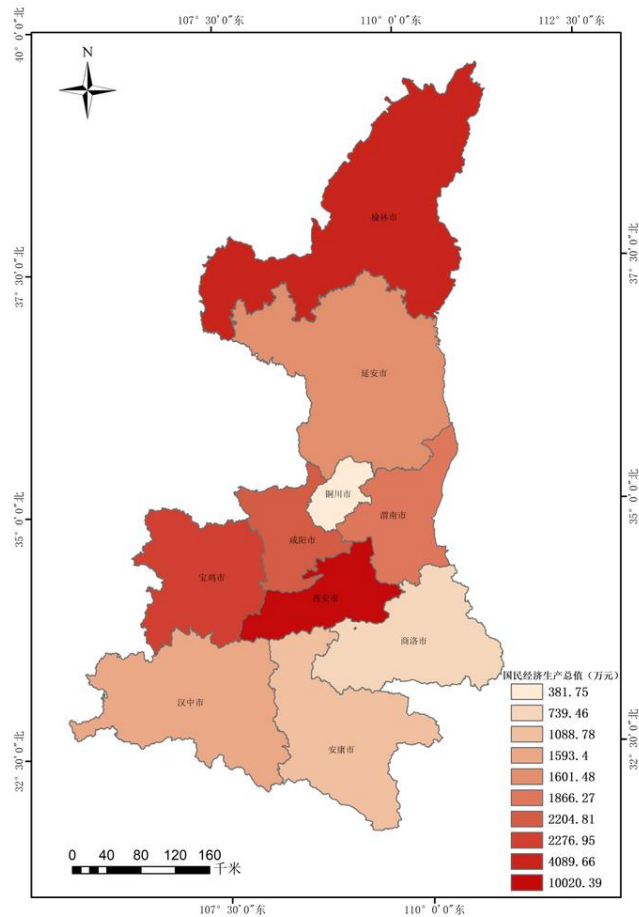 107° 30′ 0″东
110° 0′ 0″东
112° 30′ 0″东
40° 0′ 0″北
N
榆林市
37° 30′ 0″北
37° 30′ 0″北
延安市
铜川市
渭南市
35° 0′ 0″北
35° 0′ 0″北
咸阳市
宝鸡市
西安市
商洛市
国民经济生产总值（万元）
381.75
汉中市
739.46
1088.78
安康市
1593.4
32° 30′ 0″北
32° 30′ 0″北
1601.48
1866.27
2204.81
2276.95
0 40 80 120 160
千米
4089.66
10020.39
107° 30′ 0″东
110° 0′ 0″东